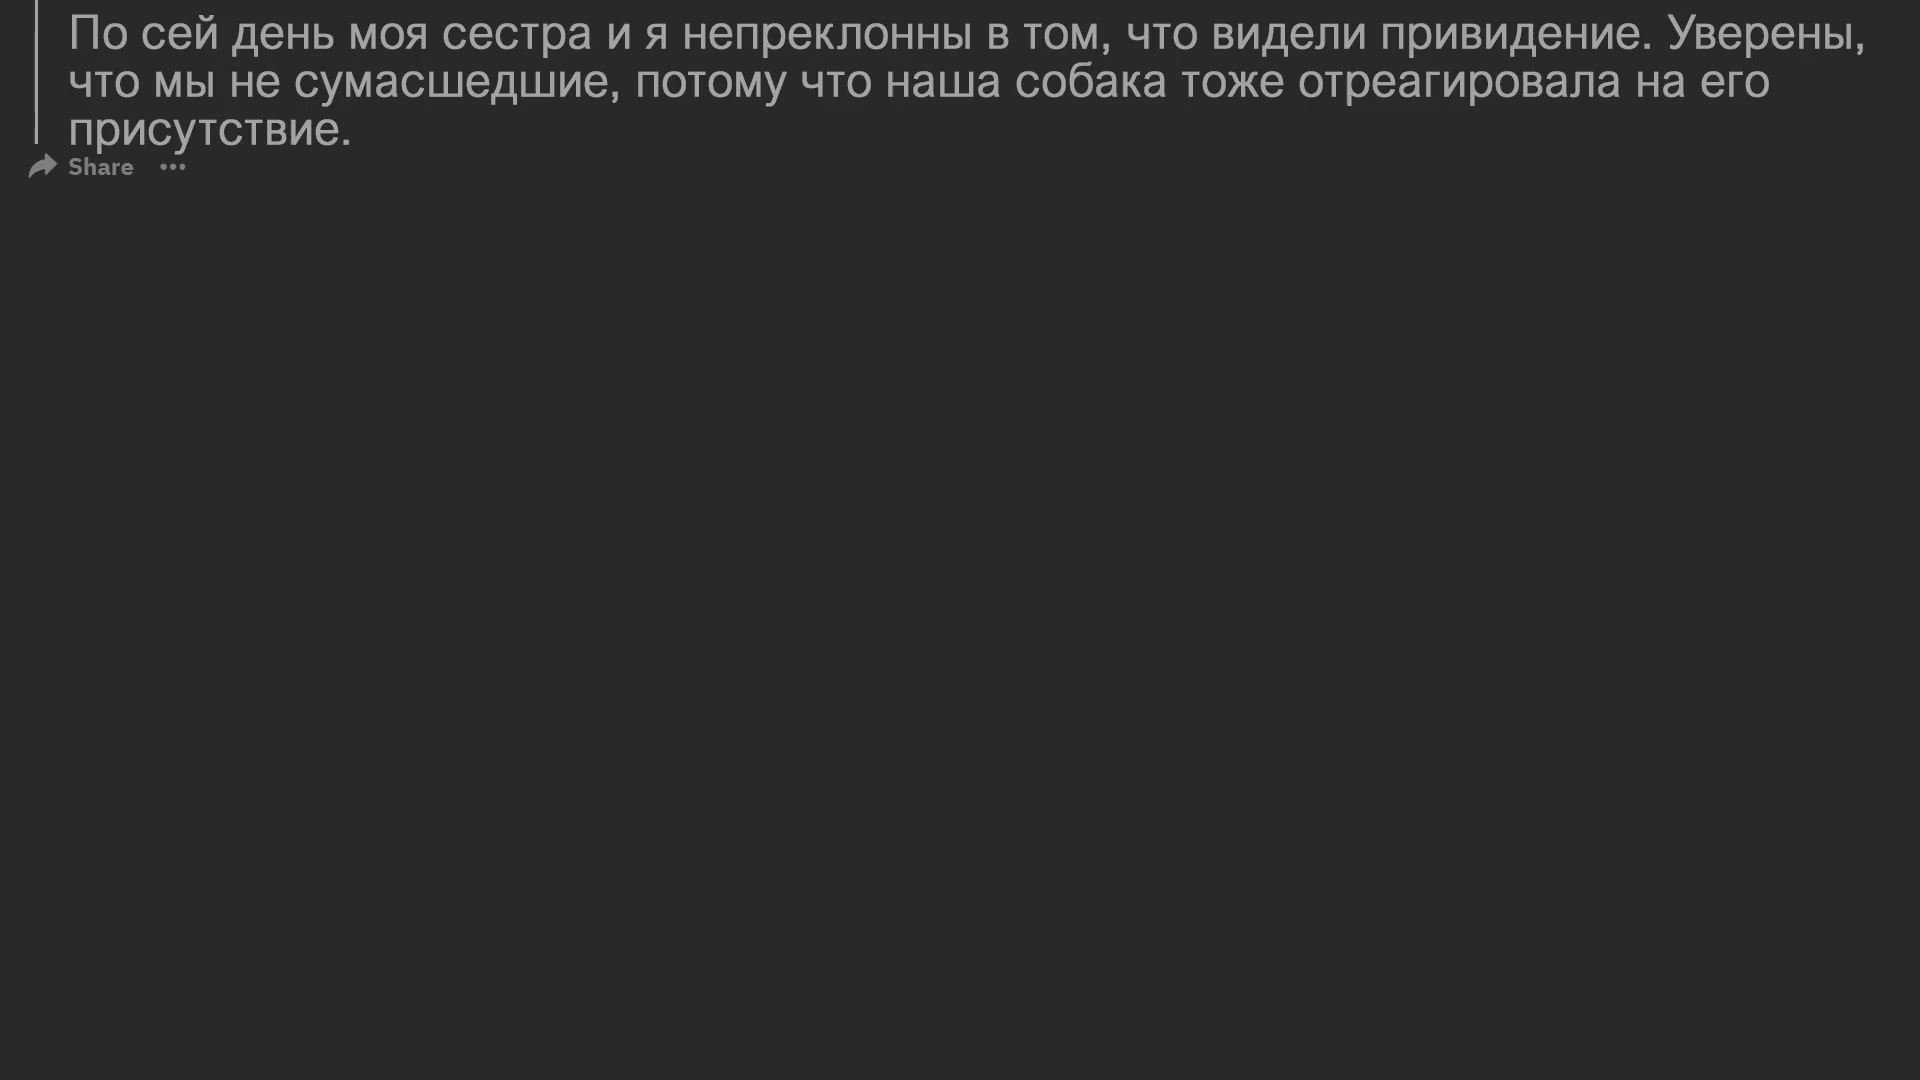 По сей день моя сестра и я непреклонны в том, что видели привидение. Уверены,
что мы не сумасшедшие, потому что наша собака тоже отреагировала на его
присутствие.
Share •••